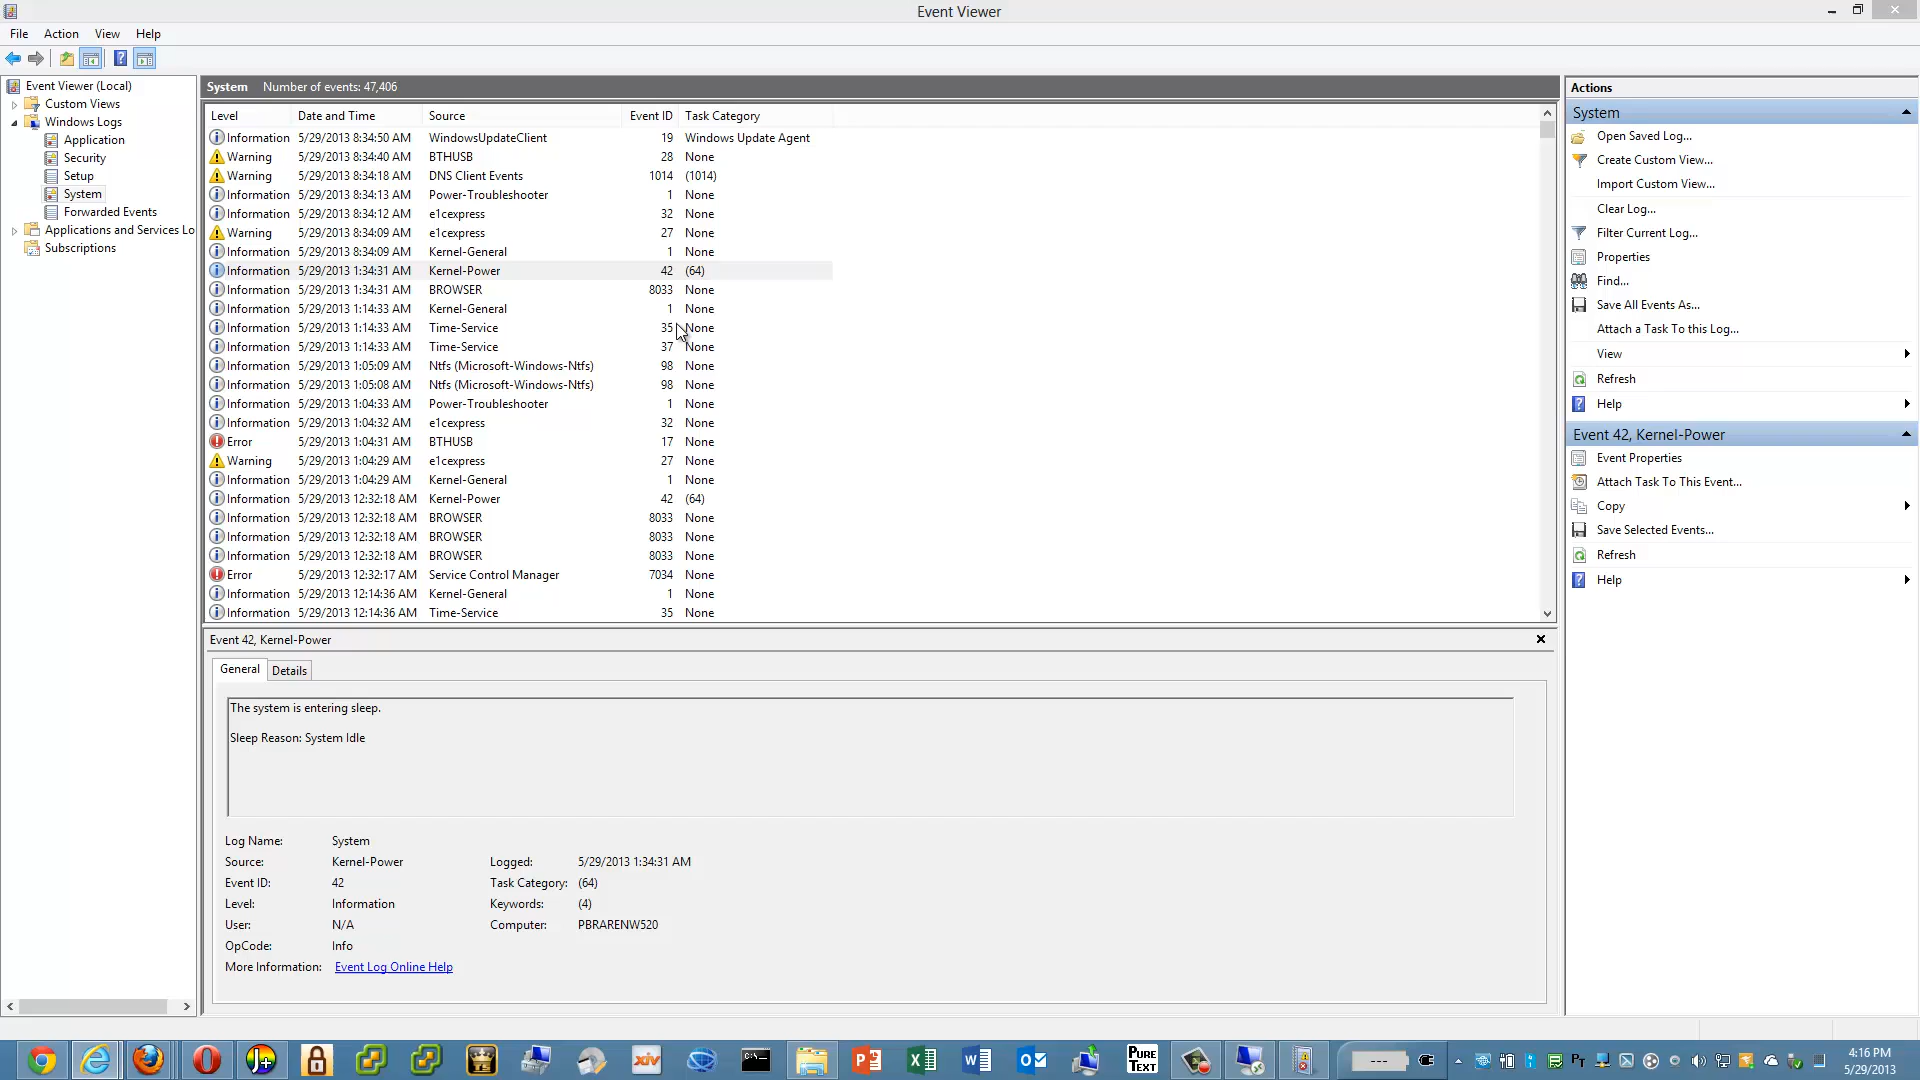 Event Viewer
File Action View Help
Event Viewer (Local)
Custom Views
Windows Logs
Application
Security
Setup
System
Forwarded Events
Applications and Services Lo
Subscriptions
System Number of events: 47,406
Level Date and Time Source Event ID Task Category
Information 5/29/2013 8:34:50 AM WindowsUpdateClient 19 Windows Update Agent
Warning 5/29/2013 8:34:40 AM BTHUSB 28 None
Warning 5/29/2013 8:34:18 AM DNS Client Events 1014 (1014)
Information 5/29/2013 8:34:13 AM Power-Troubleshooter 1 None
Information 5/29/2013 8:34:12 AM e1cexpress 32 None
Warning 5/29/2013 8:34:09 AM e1cexpress 27 None
Information 5/29/2013 8:34:09 AM Kernel-General 1 None
Information 5/29/2013 1:34:31 AM Kernel-Power 42 (64)
Information 5/29/2013 1:34:31 AM BROWSER 8033 None
Information 5/29/2013 1:14:33 AM Kernel-General 1 None
Information 5/29/2013 1:14:33 AM Time-Service 35 None
Information 5/29/2013 1:14:33 AM Time-Service 37 None
Information 5/29/2013 1:05:09 AM Ntfs (Microsoft-Windows-Ntfs) 98 None
Information 5/29/2013 1:05:08 AM Ntfs (Microsoft-Windows-Ntfs) 98 None
Information 5/29/2013 1:04:33 AM Power-Troubleshooter 1 None
Information 5/29/2013 1:04:32 AM e1cexpress 32 None
Error 5/29/2013 1:04:31 AM BTHUSB 17 None
Warning 5/29/2013 1:04:29 AM e1cexpress 27 None
Information 5/29/2013 1:04:29 AM Kernel-General 1 None
Information 5/29/2013 12:32:18 AM Kernel-Power 42 (64)
Information 5/29/2013 12:32:18 AM BROWSER 8033 None
Information 5/29/2013 12:32:18 AM BROWSER 8033 None
Information 5/29/2013 12:32:18 AM BROWSER 8033 None
Error 5/29/2013 12:32:17 AM Service Control Manager 7034 None
Information 5/29/2013 12:14:36 AM Kernel-General 1 None
Information 5/29/2013 12:14:36 AM Time-Service 35 None
Event 42, Kernel-Power
General Details
The system is entering sleep.
Sleep Reason: System Idle
Log Name: System
Source: Kernel-Power Logged: 5/29/2013 1:34:31 AM
Event ID: 42 Task Category: (64)
Level: Information Keywords: (4)
User: N/A Computer: PBRARENW520
OpCode: Info
More Information: Event Log Online Help
Actions
System
Open Saved Log...
Create Custom View...
Import Custom View...
Clear Log...
Filter Current Log...
Properties
Find...
Save All Events As...
Attach a Task To this Log...
View
Refresh
Help
Event 42, Kernel-Power
Event Properties
Attach Task To This Event...
Copy
Save Selected Events...
Refresh
Help
xiv
PURE
TEXT
---
4:16 PM
5/29/2013